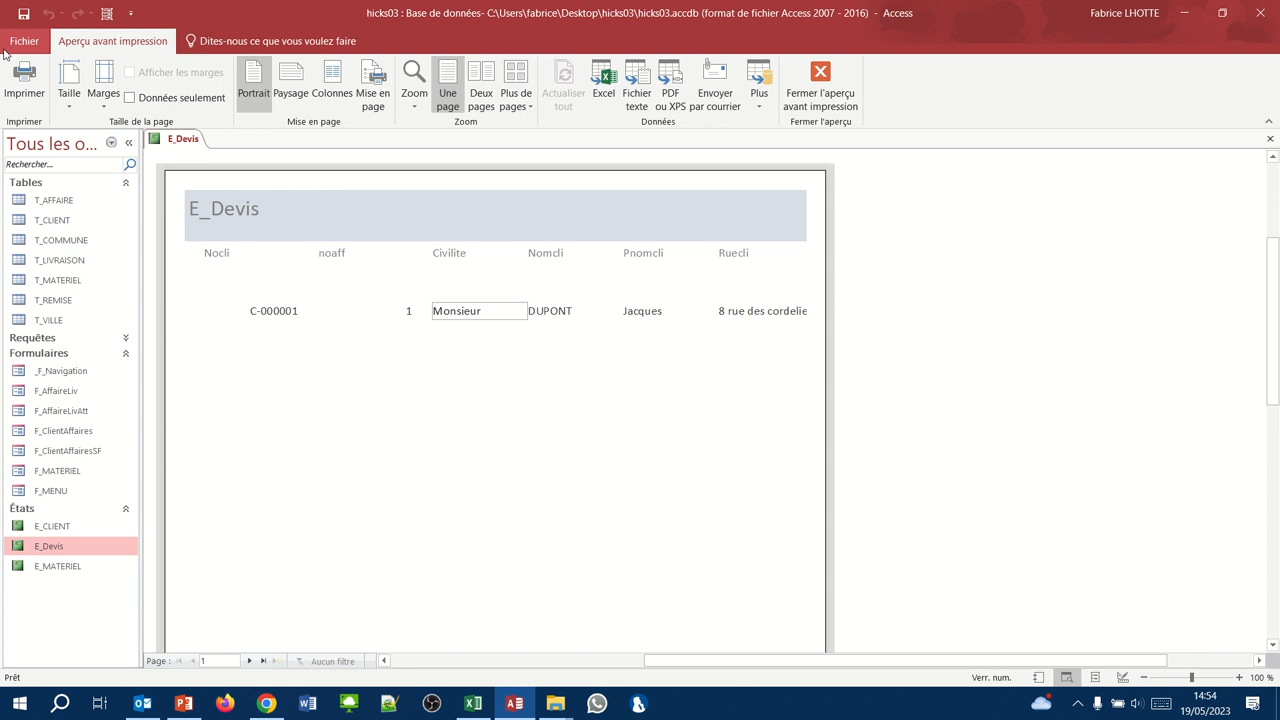 hicks03 : Base de données- C:\Users\fabrice\Desktop\hicks03\hicks03.accdb (format de fichier Access 2007 - 2016) - Access
Fabrice LHOTTE
Fichier
Aperçu avant impression
Dites-nous ce que vous voulez faire
Imprimer
Taille
Marges
Afficher les marges
Données seulement
Portrait
Paysage
Colonnes
Mise en page
Zoom
Une page
Deux pages
Plus de pages
Actualiser tout
Excel
Fichier texte
PDF ou XPS
Envoyer par courrier
Plus
Fermer l'aperçu avant impression
Imprimer
Taille de la page
Mise en page
Zoom
Données
Fermer l'aperçu
Tous les o...
Rechercher...
Tables
T_AFFAIRE
T_CLIENT
T_COMMUNE
T_LIVRAISON
T_MATERIEL
T_REMISE
T_VILLE
Requêtes
Formulaires
_F_Navigation
F_AffaireLiv
F_AffaireLivAtt
F_ClientAffaires
F_ClientAffairesSF
F_MATERIEL
F_MENU
États
E_CLIENT
E_Devis
E_MATERIEL
E_Devis
E_Devis
Nocli noaff Civilite Nomcli Pnomcli Ruecli
C-000001 1 Monsieur DUPONT Jacques 8 rue des cordelie
Page : 1 Aucun filtre
Prêt
Verr. num.
100 %
14:54
19/05/2023